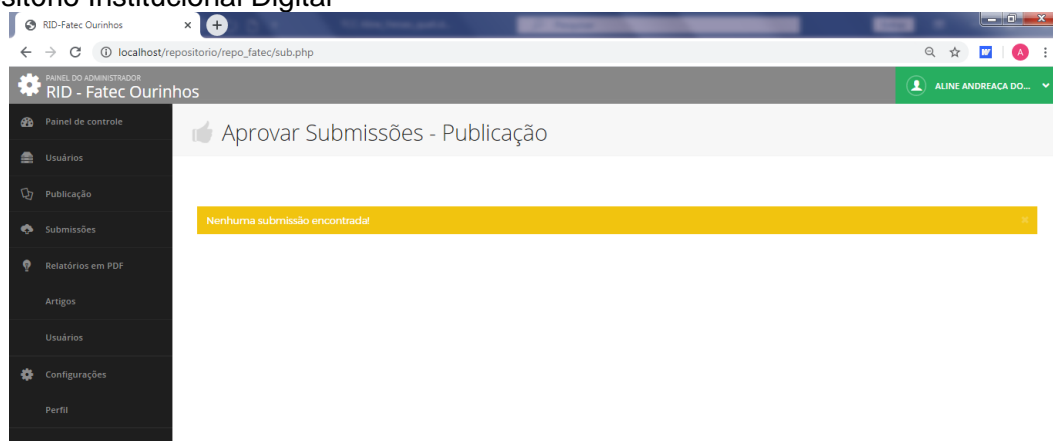 sitório Institucional Digital
RID-Fatec Ourinhos
localhost/repositorio/repo_fatec/sub.php
A
PAINEL DO ADMINISTRADOR
RID - Fatec Ourinhos
ALINE ANDREAÇA DO...
Painel de controle
Aprovar Submissões - Publicação
Usuários
Publicação
Nenhuma submissão encontrada!
Submissões
Relatórios em PDF
Artigos
Usuários
Configurações
Perfil